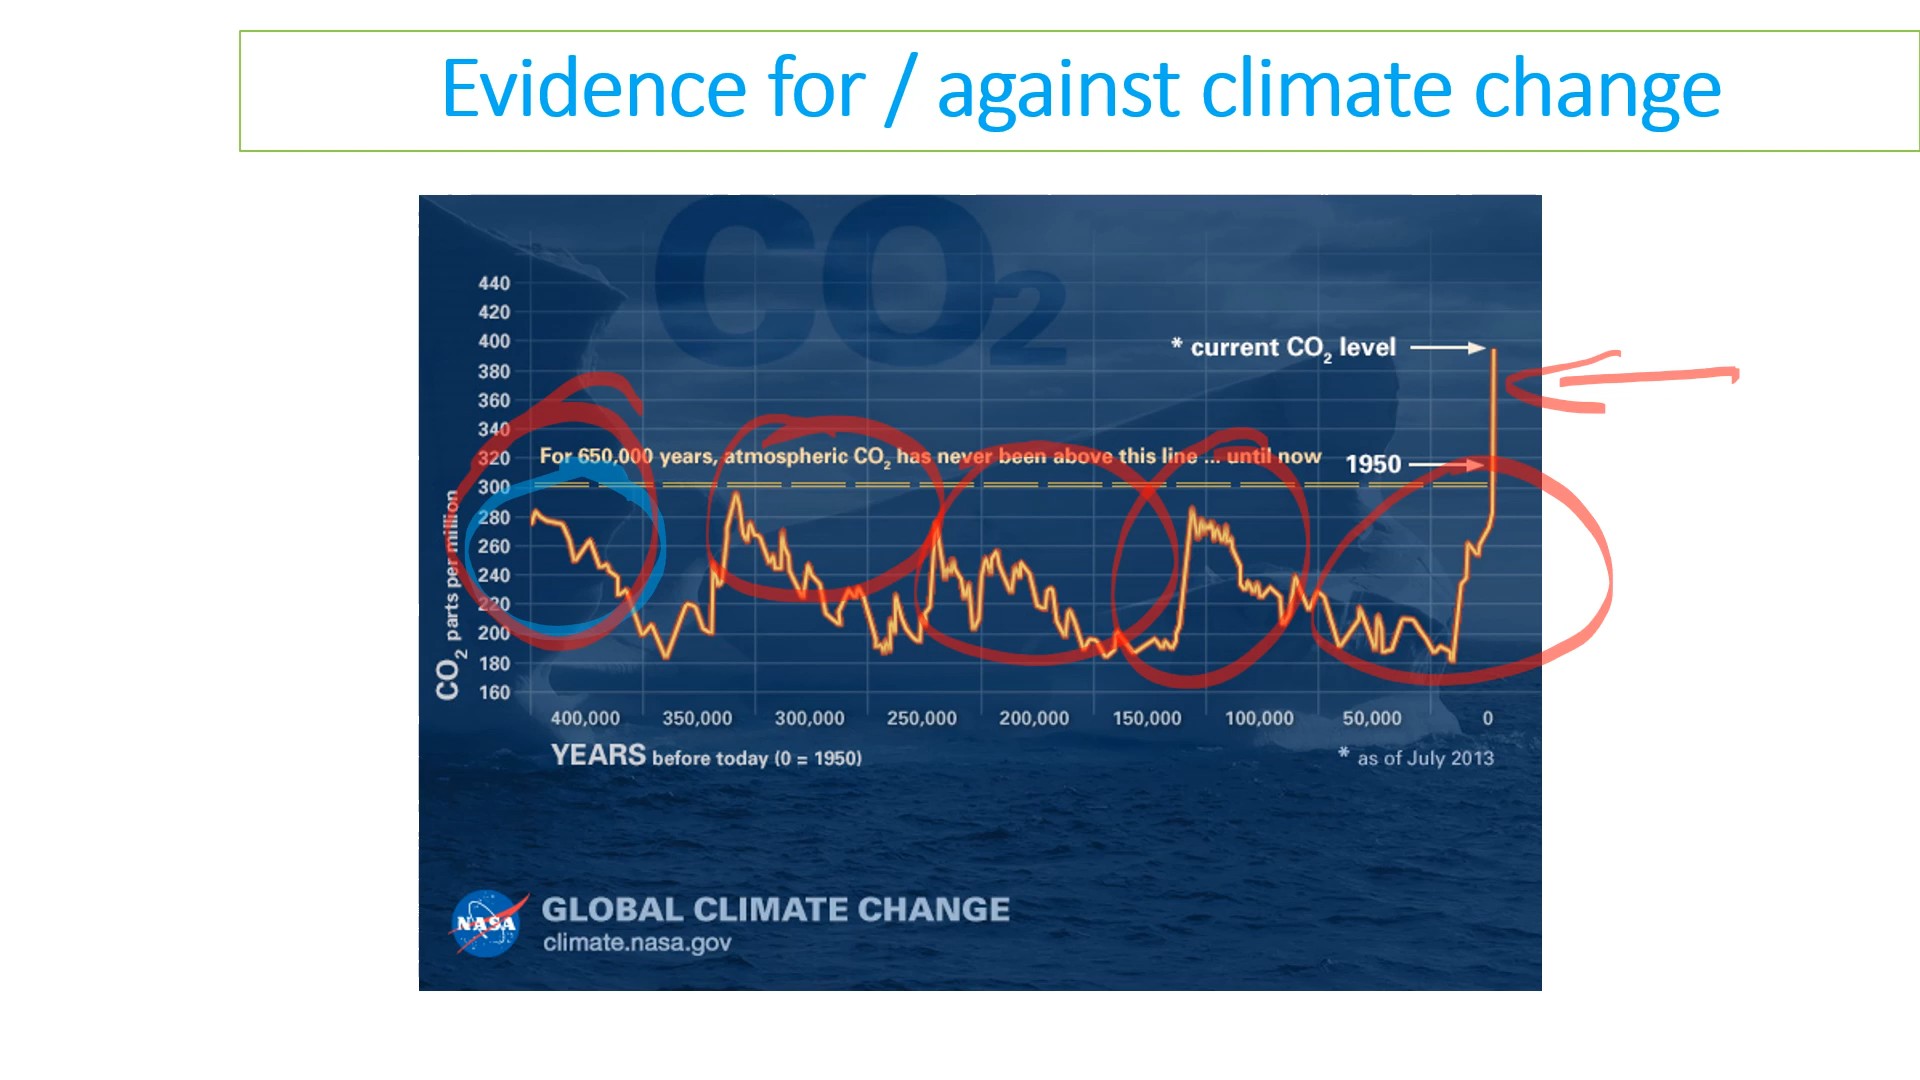 Evidence for / against climate change
CO2
440
420
400
* current CO2 level
380
360
340
For 650,000 years, atmospheric CO2 has never been above this line ... until now
320
1950
300
280
260
240
220
200
180
160
CO2 parts per million
400,000 350,000 300,000 250,000 200,000 150,000 100,000 50,000 0
YEARS before today (0 = 1950)
* as of July 2013
NASA
GLOBAL CLIMATE CHANGE
climate.nasa.gov